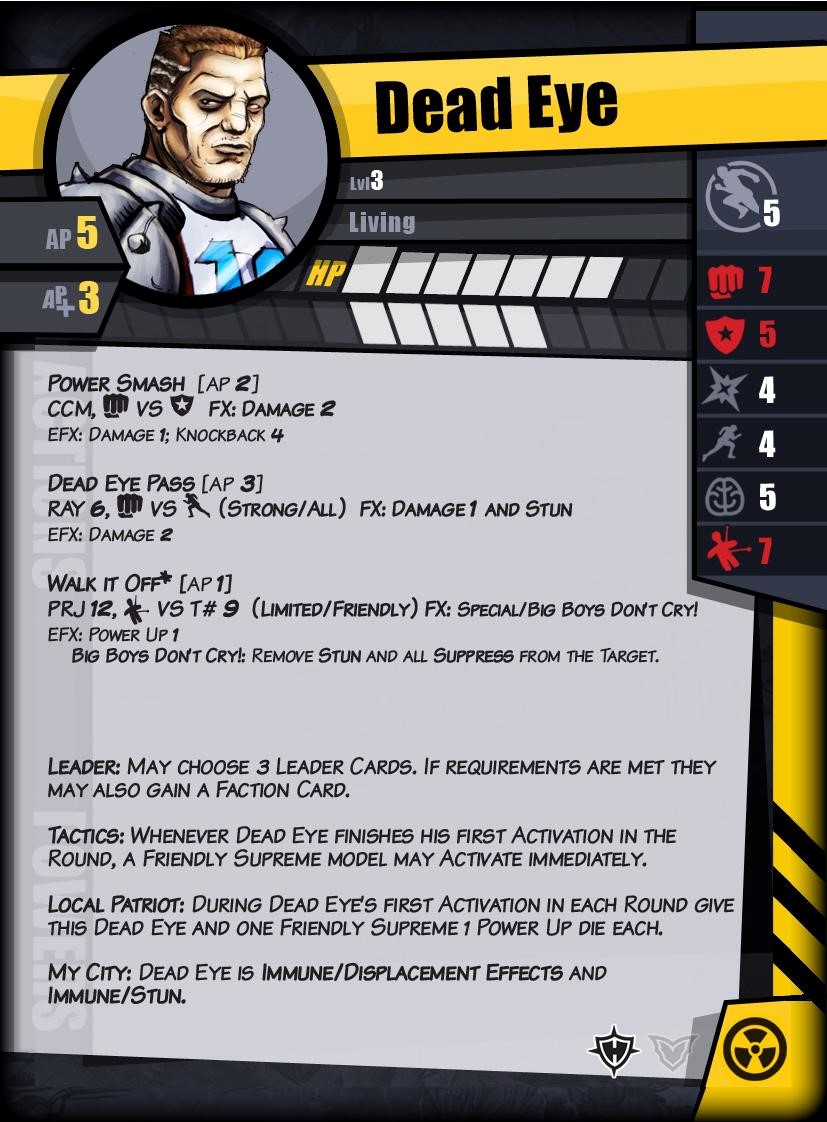 Dead Eye
Lvl3
Living
AP 5
AP+ 3
HP
5
7
5
4
4
5
7
ACTIONS
POWER SMASH [AP 2]
CCM, VS FX: DAMAGE 2
EFX: DAMAGE 1; KNOCKBACK 4
DEAD EYE PASS [AP 3]
RAY 6, VS (STRONG/ALL) FX: DAMAGE 1 AND STUN
EFX: DAMAGE 2
WALK IT OFF* [AP 1]
PRJ 12, VS T# 9 (LIMITED/FRIENDLY) FX: SPECIAL/BIG BOYS DON'T CRY!
EFX: POWER UP 1
BIG BOYS DON'T CRY!: REMOVE STUN AND ALL SUPPRESS FROM THE TARGET.
POWERS
LEADER: MAY CHOOSE 3 LEADER CARDS. IF REQUIREMENTS ARE MET THEY
MAY ALSO GAIN A FACTION CARD.
TACTICS: WHENEVER DEAD EYE FINISHES HIS FIRST ACTIVATION IN THE
ROUND, A FRIENDLY SUPREME MODEL MAY ACTIVATE IMMEDIATELY.
LOCAL PATRIOT: DURING DEAD EYE'S FIRST ACTIVATION IN EACH ROUND GIVE
THIS DEAD EYE AND ONE FRIENDLY SUPREME 1 POWER UP DIE EACH.
MY CITY: DEAD EYE IS IMMUNE/DISPLACEMENT EFFECTS AND
IMMUNE/STUN.
H